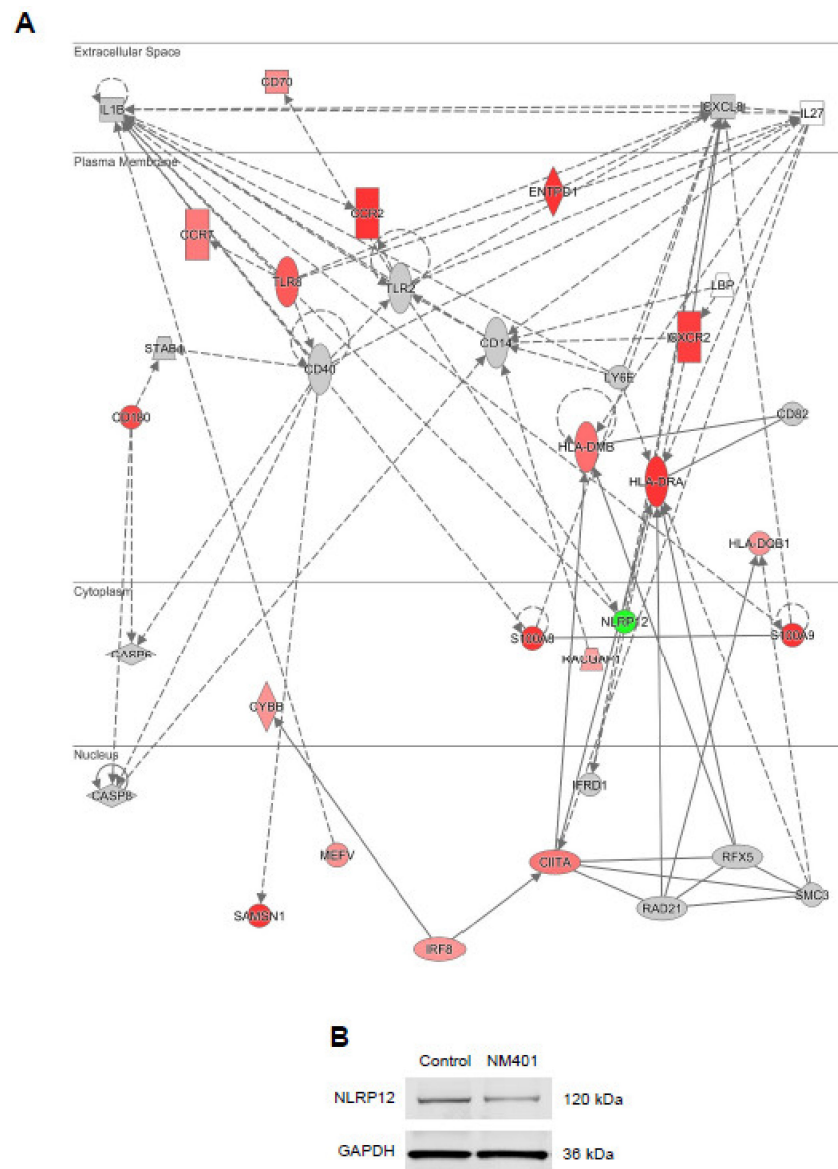 A
Extracellular Space
CD70
IL1B
CXCL8
IL27
Plasma Membrane
ENTPD1
CCR2
CCR7
TLR8
TLR2
LBP
CXCR2
STAB1
CD14
CD40
LY6E
CD180
CD82
HLA-DMB
HLA-DRA
HLA-DQB1
Cytoplasm
NLRP12
S100A8
S100A9
CASP6
RACGAP1
CYBB
Nucleus
IFRD1
CASP8
MEFV
CIITA
RFX5
SMC3
RAD21
SAMSN1
IRF8
B
Control NM401
NLRP12 120 kDa
GAPDH 36 kDa